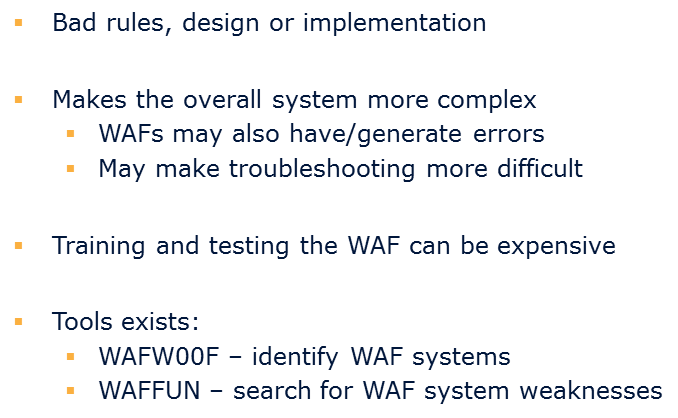 ▪ Bad rules, design or implementation
▪ Makes the overall system more complex
▪ WAFs may also have/generate errors
▪ May make troubleshooting more difficult
▪ Training and testing the WAF can be expensive
▪ Tools exists:
▪ WAFW00F – identify WAF systems
▪ WAFFUN – search for WAF system weaknesses